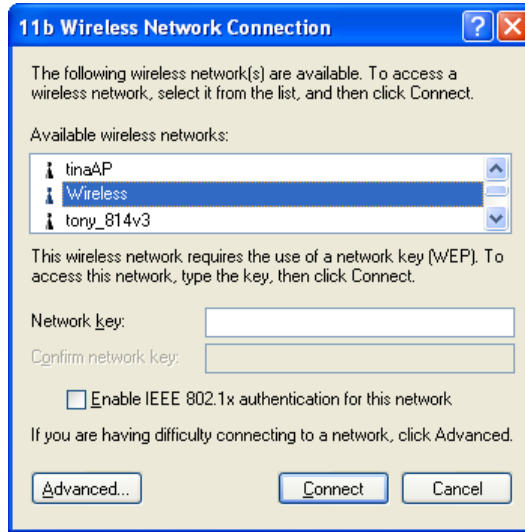 11b Wireless Network Connection
The following wireless network(s) are available. To access a
wireless network, select it from the list, and then click Connect.
Available wireless networks:
tinaAP
Wireless
tony_814v3
This wireless network requires the use of a network key (WEP). To
access this network, type the key, then click Connect.
Network key:
Confirm network key:
Enable IEEE 802.1x authentication for this network
If you are having difficulty connecting to a network, click Advanced.
Advanced... Connect Cancel